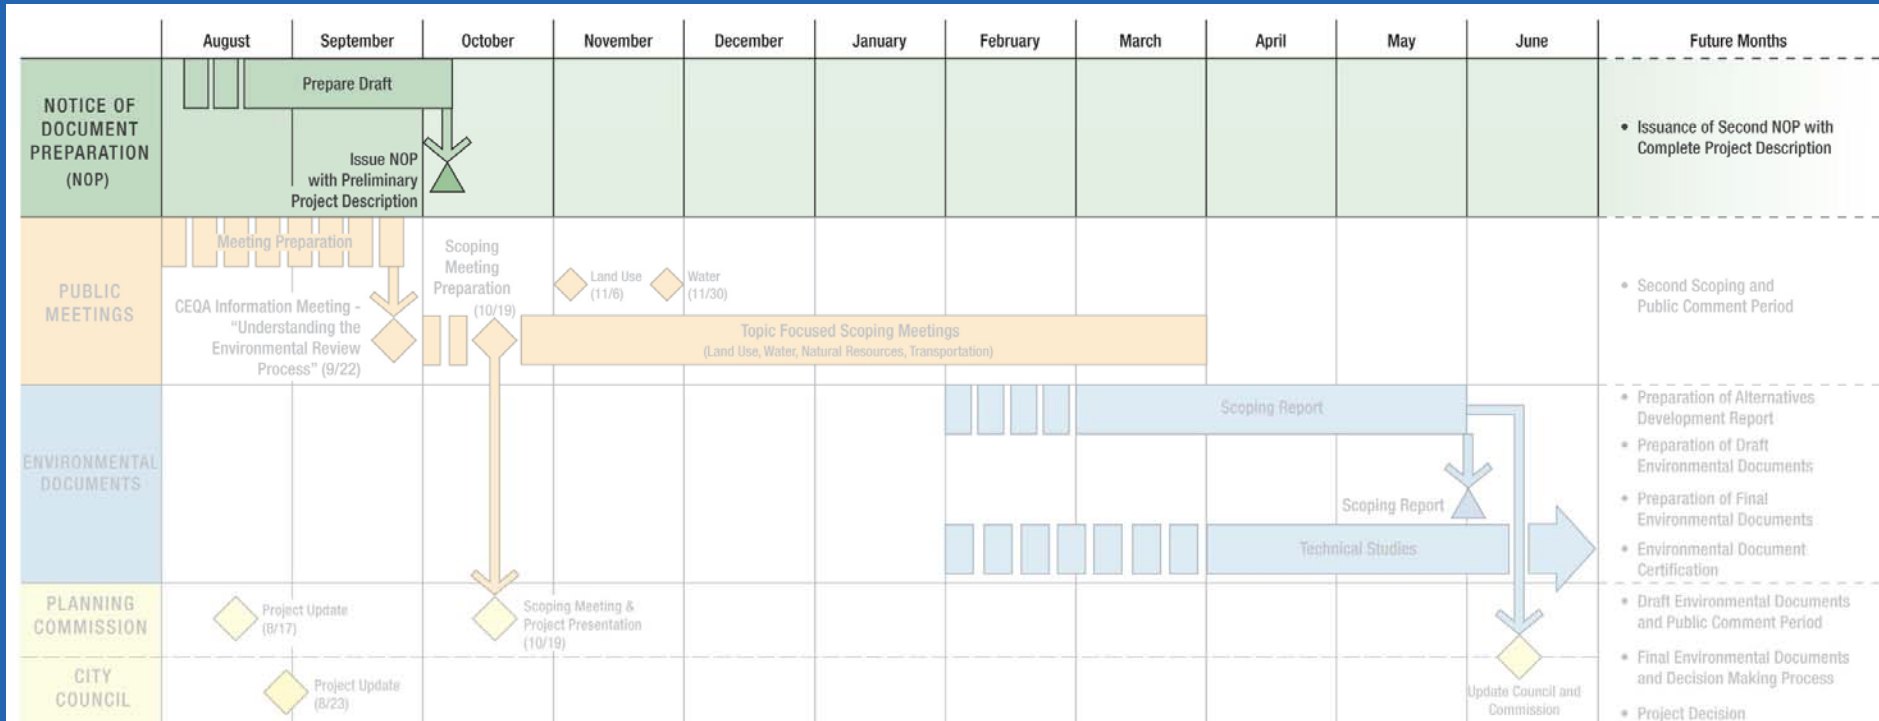 August
September
October
November
December
January
February
March
April
May
June
Future Months
NOTICE OF
DOCUMENT
PREPARATION
(NOP)
Prepare Draft
Issue NOP
with Preliminary
Project Description
• Issuance of Second NOP with
Complete Project Description
PUBLIC
MEETINGS
Meeting Preparation
CEQA Information Meeting -
“Understanding the
Environmental Review
Process” (9/22)
Scoping
Meeting
Preparation
(10/19)
Land Use
(11/6)
Water
(11/30)
Topic Focused Scoping Meetings
(Land Use, Water, Natural Resources, Transportation)
• Second Scoping and
Public Comment Period
ENVIRONMENTAL
DOCUMENTS
Scoping Report
Scoping Report
Technical Studies
• Preparation of Alternatives
Development Report
• Preparation of Draft
Environmental Documents
• Preparation of Final
Environmental Documents
• Environmental Document
Certification
PLANNING
COMMISSION
Project Update
(8/17)
Scoping Meeting &
Project Presentation
(10/19)
• Draft Environmental Documents
and Public Comment Period
CITY
COUNCIL
Project Update
(8/23)
Update Council and
Commission
• Final Environmental Documents
and Decision Making Process
• Project Decision